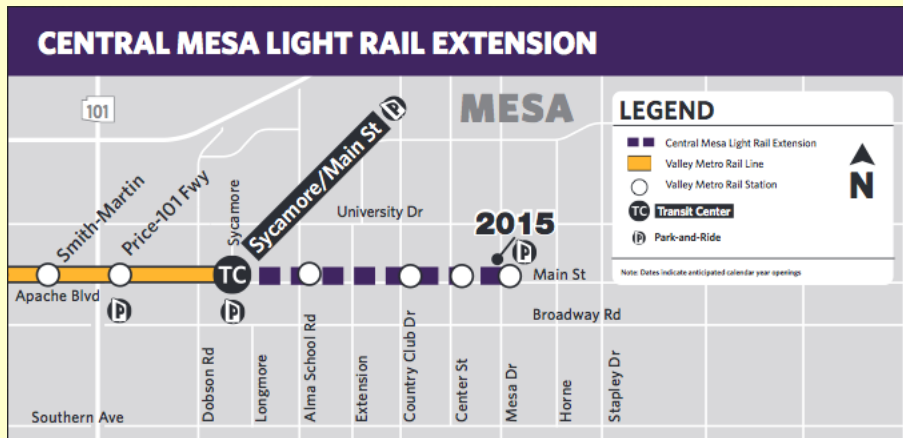 CENTRAL MESA LIGHT RAIL EXTENSION
101
MESA
LEGEND
Central Mesa Light Rail Extension
Valley Metro Rail Line
Valley Metro Rail Station
TC Transit Center
P Park-and-Ride
N
Note: Dates indicate anticipated calendar year openings
Smith-Martin
Price-101 Fwy
Sycamore
Sycamore/Main St P
University Dr
2015
P
TC
Main St
Apache Blvd
P
P
Broadway Rd
Dobson Rd
Longmore
Alma School Rd
Extension
Country Club Dr
Center St
Mesa Dr
Horne
Stapley Dr
Southern Ave